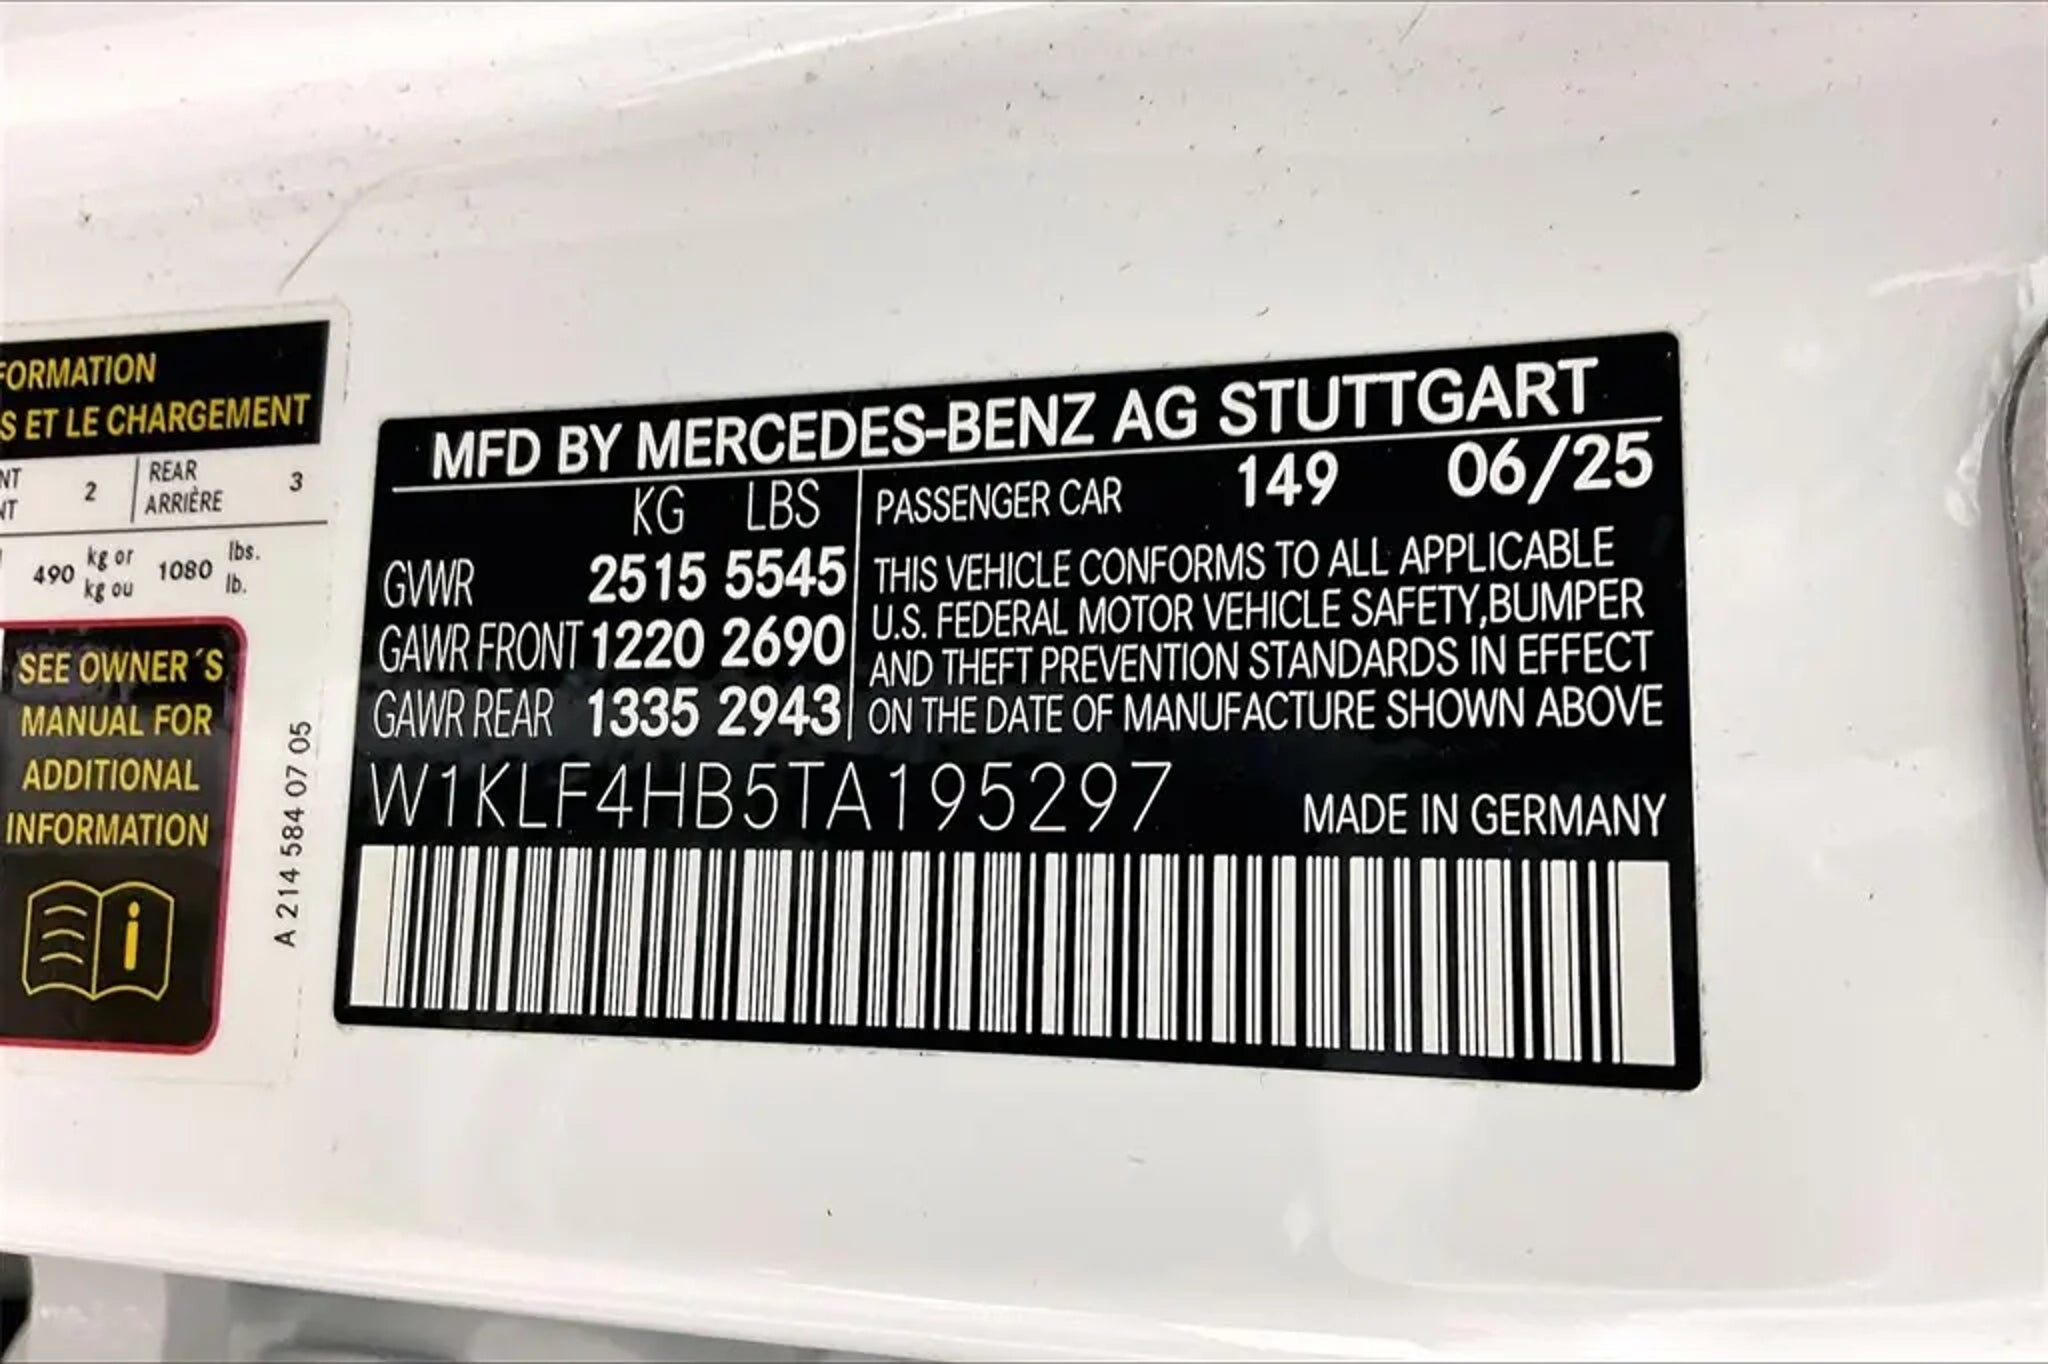 FORMATION
S ET LE CHARGEMENT
NT 2 REAR 3
NT ARRIÈRE
490 kg or 1080 lbs.
kg ou lb.
SEE OWNER´S
MANUAL FOR
ADDITIONAL
INFORMATION
i
A 214 584 07 05
MFD BY MERCEDES-BENZ AG STUTTGART
KG LBS
GVWR 2515 5545
GAWR FRONT 1220 2690
GAWR REAR 1335 2943
PASSENGER CAR 149 06/25
THIS VEHICLE CONFORMS TO ALL APPLICABLE
U.S. FEDERAL MOTOR VEHICLE SAFETY,BUMPER
AND THEFT PREVENTION STANDARDS IN EFFECT
ON THE DATE OF MANUFACTURE SHOWN ABOVE
W1KLF4HB5TA195297
MADE IN GERMANY